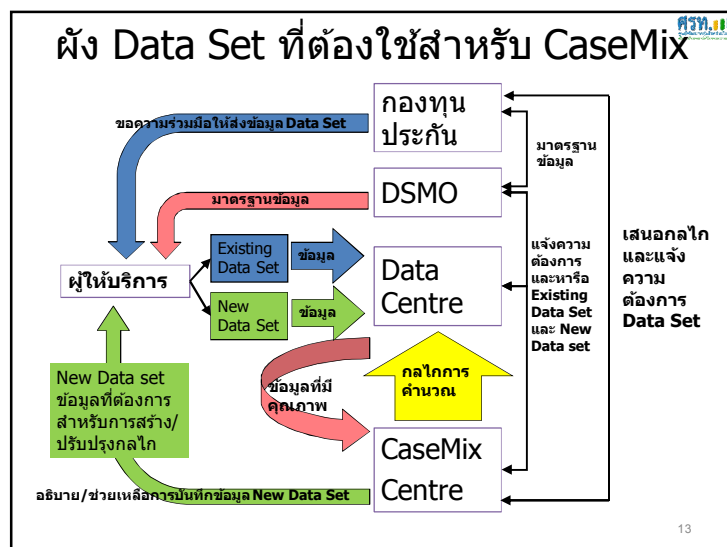 ผัง Data Set ที่ต้องใช้สำหรับ CaseMix
ศรท.
กองทุน
ประกัน
ขอความร่วมมือให้ส่งข้อมูล Data Set
มาตรฐาน
ข้อมูล
DSMO
มาตรฐานข้อมูล
ผู้ให้บริการ
Existing
Data Set
ข้อมูล
New
Data Set
ข้อมูล
Data
Centre
แจ้งความ
ต้องการ
และหารือ
Existing
Data Set
และ New
Data set
เสนอกลไก
และแจ้ง
ความ
ต้องการ
Data Set
New Data set
ข้อมูลที่ต้องการ
สำหรับการสร้าง/
ปรับปรุงกลไก
ข้อมูลที่มี
คุณภาพ
กลไกการ
คำนวณ
CaseMix
Centre
อธิบาย/ช่วยเหลือการบันทึกข้อมูล New Data Set
13